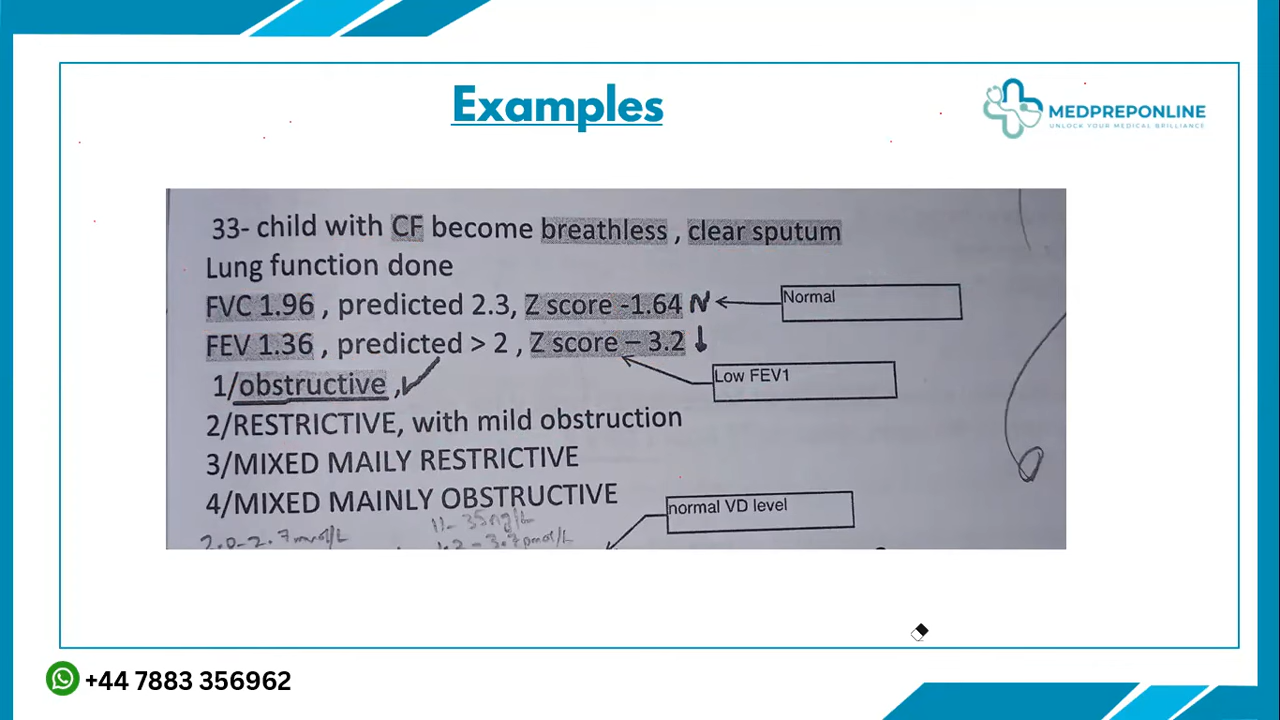 Examples
MEDPREPONLINE
UNLOCK YOUR MEDICAL BRILLIANCE
33- child with CF become breathless , clear sputum
Lung function done
FVC 1.96 , predicted 2.3, Z score -1.64 N
Normal
FEV 1.36 , predicted > 2 , Z score – 3.2 ↓
Low FEV1
1/obstructive ,✓
2/RESTRICTIVE, with mild obstruction
3/MIXED MAILY RESTRICTIVE
4/MIXED MAINLY OBSTRUCTIVE
normal VD level
11-35ng/L
+44 7883 356962